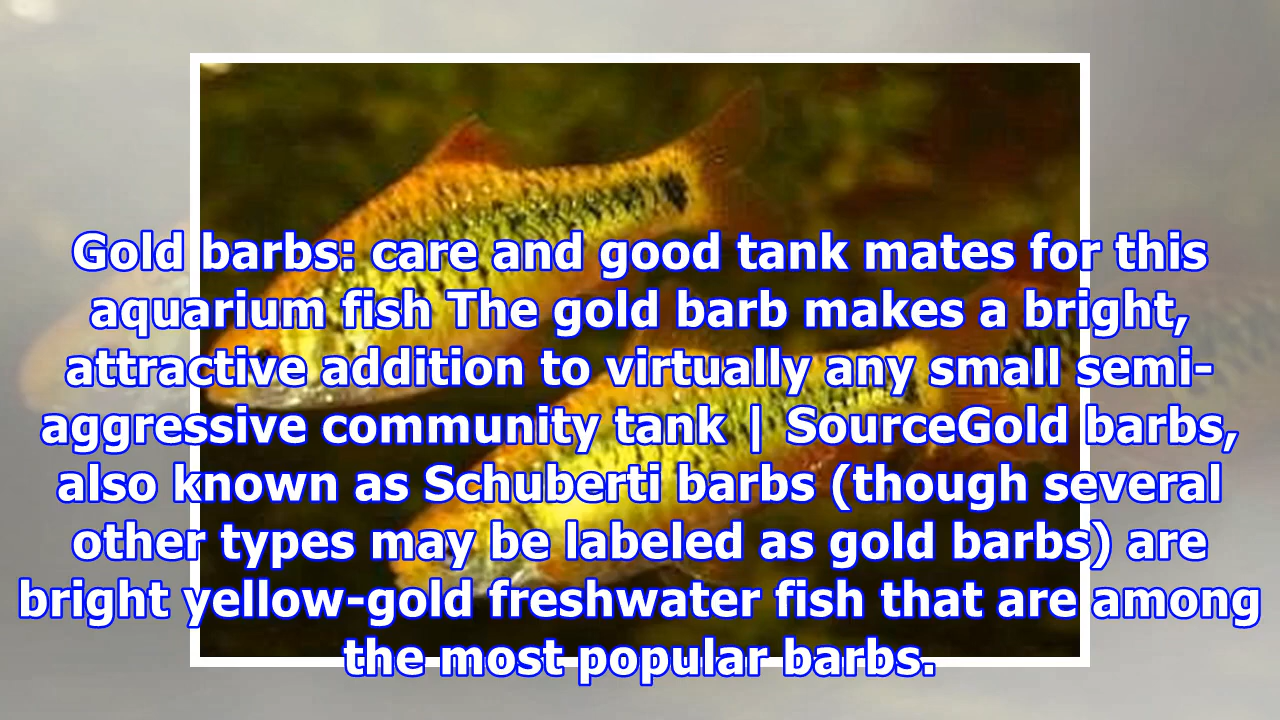 Gold barbs: care and good tank mates for this
aquarium fish The gold barb makes a bright,
attractive addition to virtually any small semi-
aggressive community tank | SourceGold barbs,
also known as Schuberti barbs (though several
other types may be labeled as gold barbs) are
bright yellow-gold freshwater fish that are among
the most popular barbs.